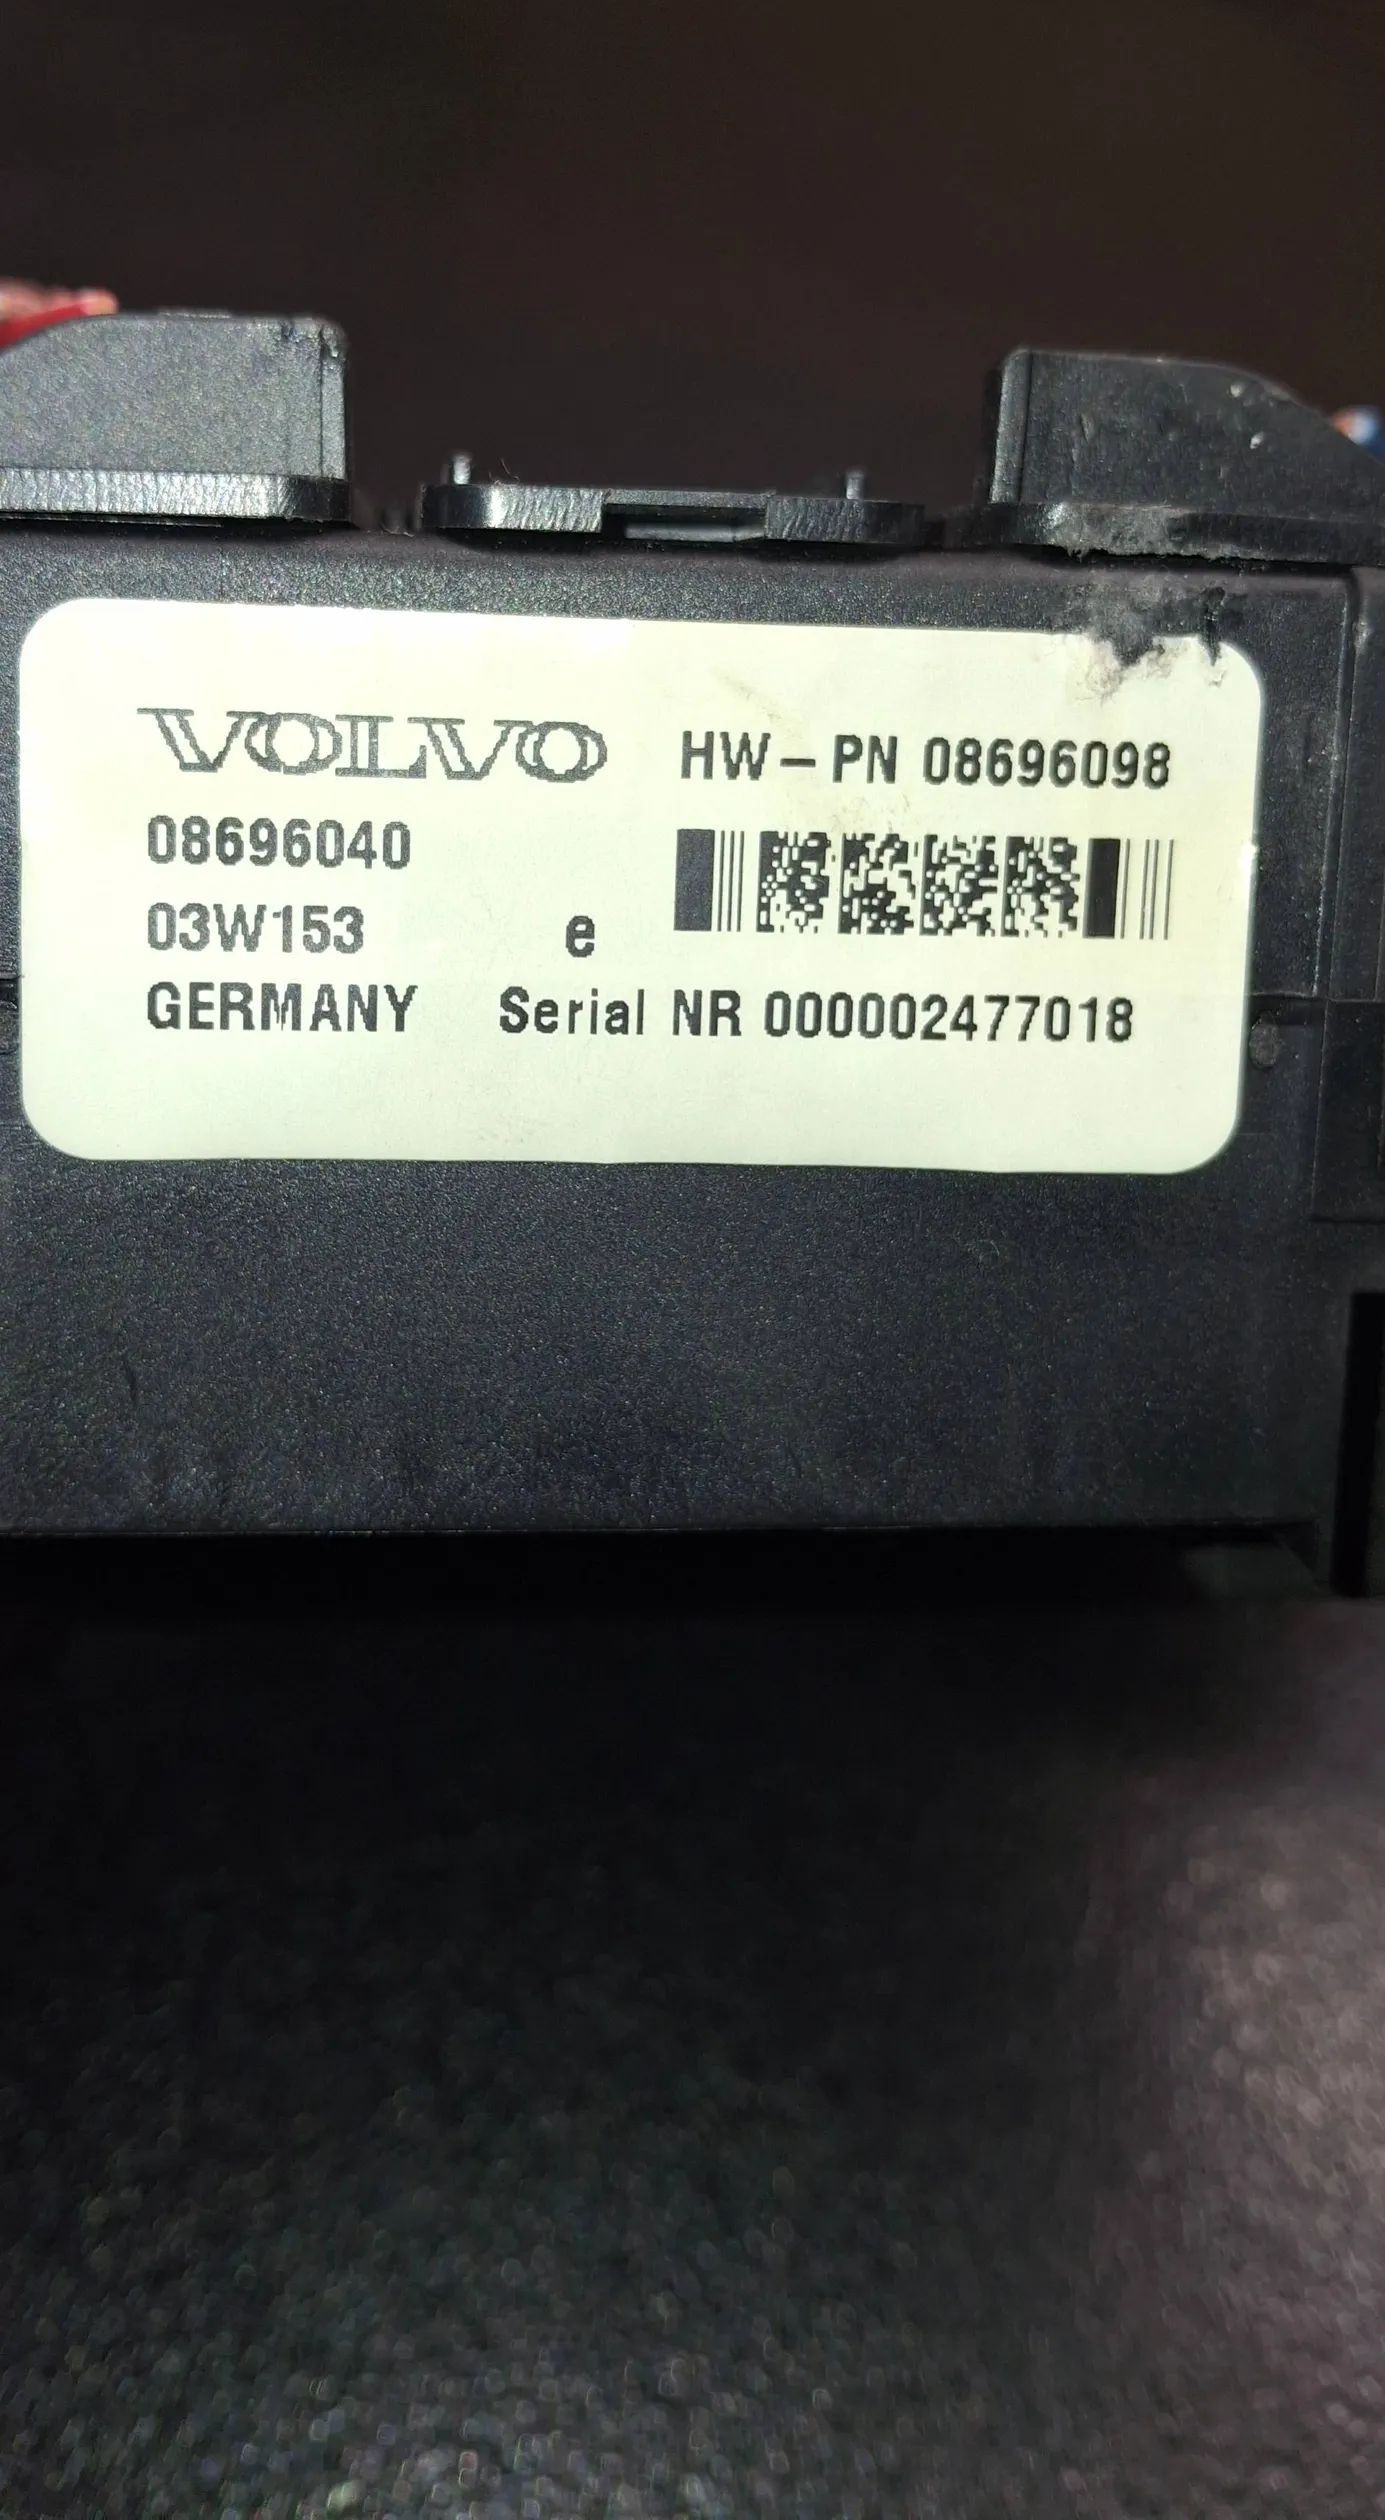 VOLVO HW-PN 08696098
08696040
03W153 e
GERMANY Serial NR 000002477018